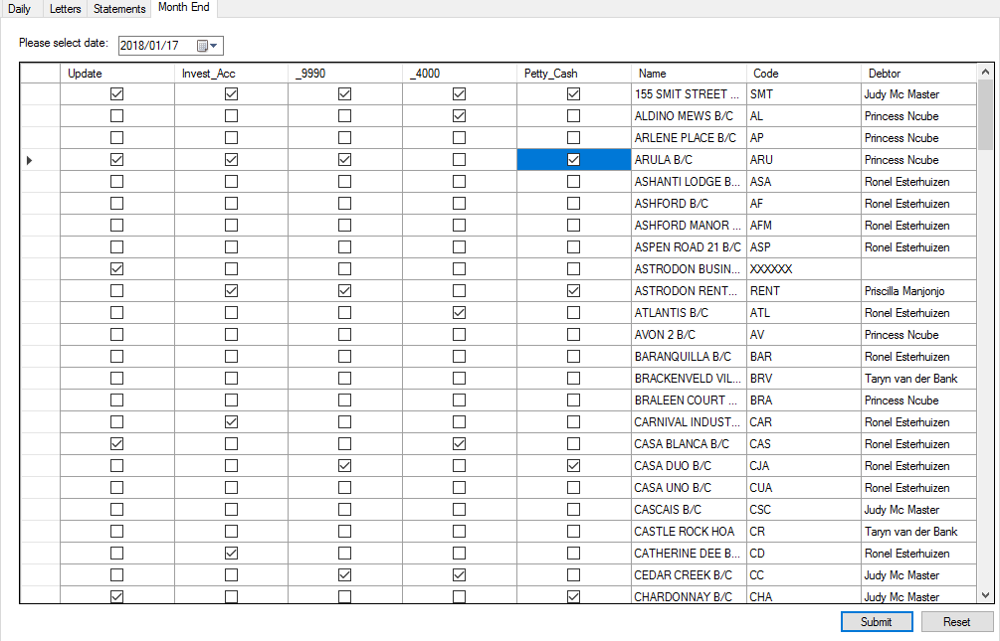 Daily Letters Statements Month End
Please select date: 2018/01/17
Update Invest_Acc _9990 _4000 Petty_Cash Name Code Debtor
155 SMIT STREET ... SMT Judy Mc Master
ALDINO MEWS B/C AL Princess Ncube
ARLENE PLACE B/C AP Princess Ncube
ARULA B/C ARU Princess Ncube
ASHANTI LODGE B... ASA Ronel Esterhuizen
ASHFORD B/C AF Ronel Esterhuizen
ASHFORD MANOR ... AFM Ronel Esterhuizen
ASPEN ROAD 21 B/C ASP Ronel Esterhuizen
ASTRODON BUSIN... XXXXXX
ASTRODON RENT... RENT Priscilla Manjonjo
ATLANTIS B/C ATL Ronel Esterhuizen
AVON 2 B/C AV Princess Ncube
BARANQUILLA B/C BAR Ronel Esterhuizen
BRACKENVELD VIL... BRV Taryn van der Bank
BRALEEN COURT ... BRA Princess Ncube
CARNIVAL INDUST... CAR Ronel Esterhuizen
CASA BLANCA B/C CAS Ronel Esterhuizen
CASA DUO B/C CJA Ronel Esterhuizen
CASA UNO B/C CUA Ronel Esterhuizen
CASCAIS B/C CSC Judy Mc Master
CASTLE ROCK HOA CR Taryn van der Bank
CATHERINE DEE B... CD Ronel Esterhuizen
CEDAR CREEK B/C CC Judy Mc Master
CHARDONNAY B/C CHA Judy Mc Master
Submit Reset